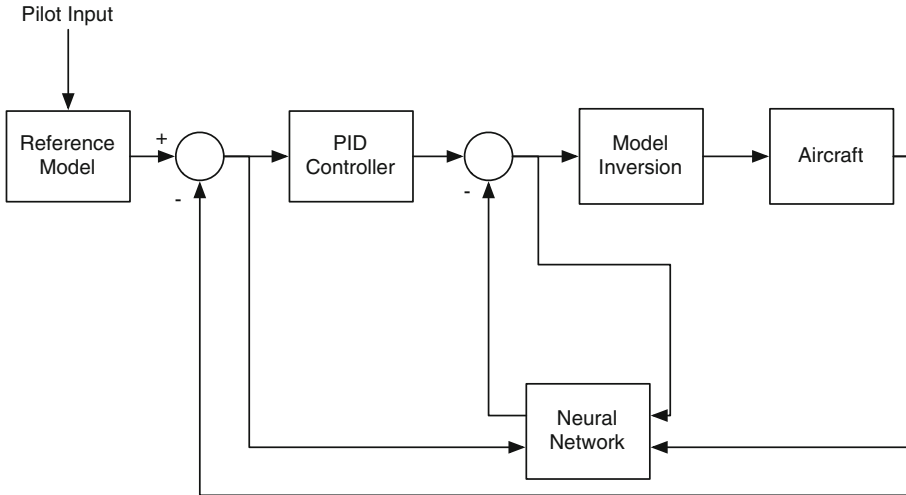 Pilot Input
Reference
Model
+
-
PID
Controller
-
Model
Inversion
Aircraft
Neural
Network